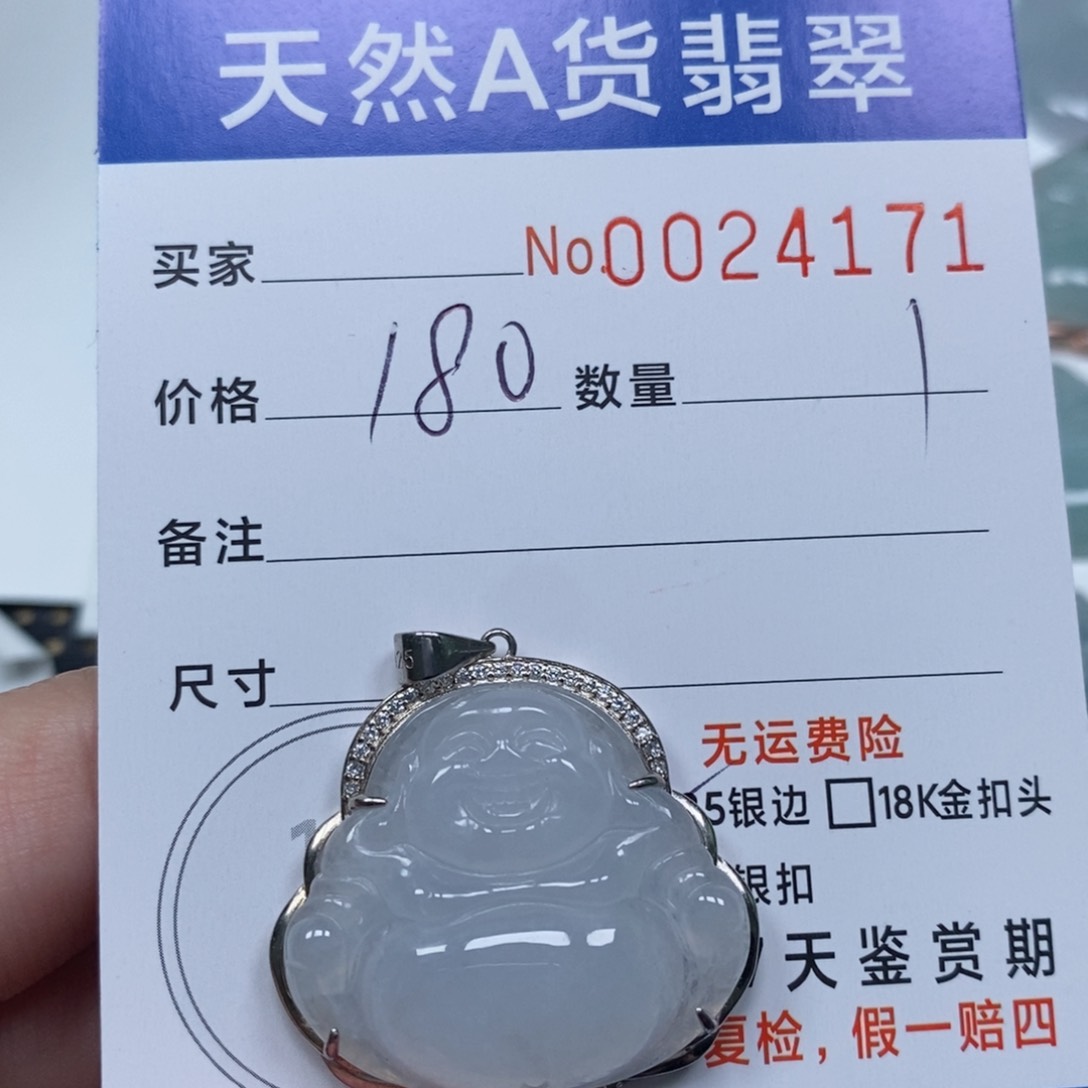 天然A货翡翠
买家 No.0024171
价格 180 数量 1
备注
尺寸
无运费险
5银边 □18K金扣头
银扣
天鉴赏期
复检，假一赔四